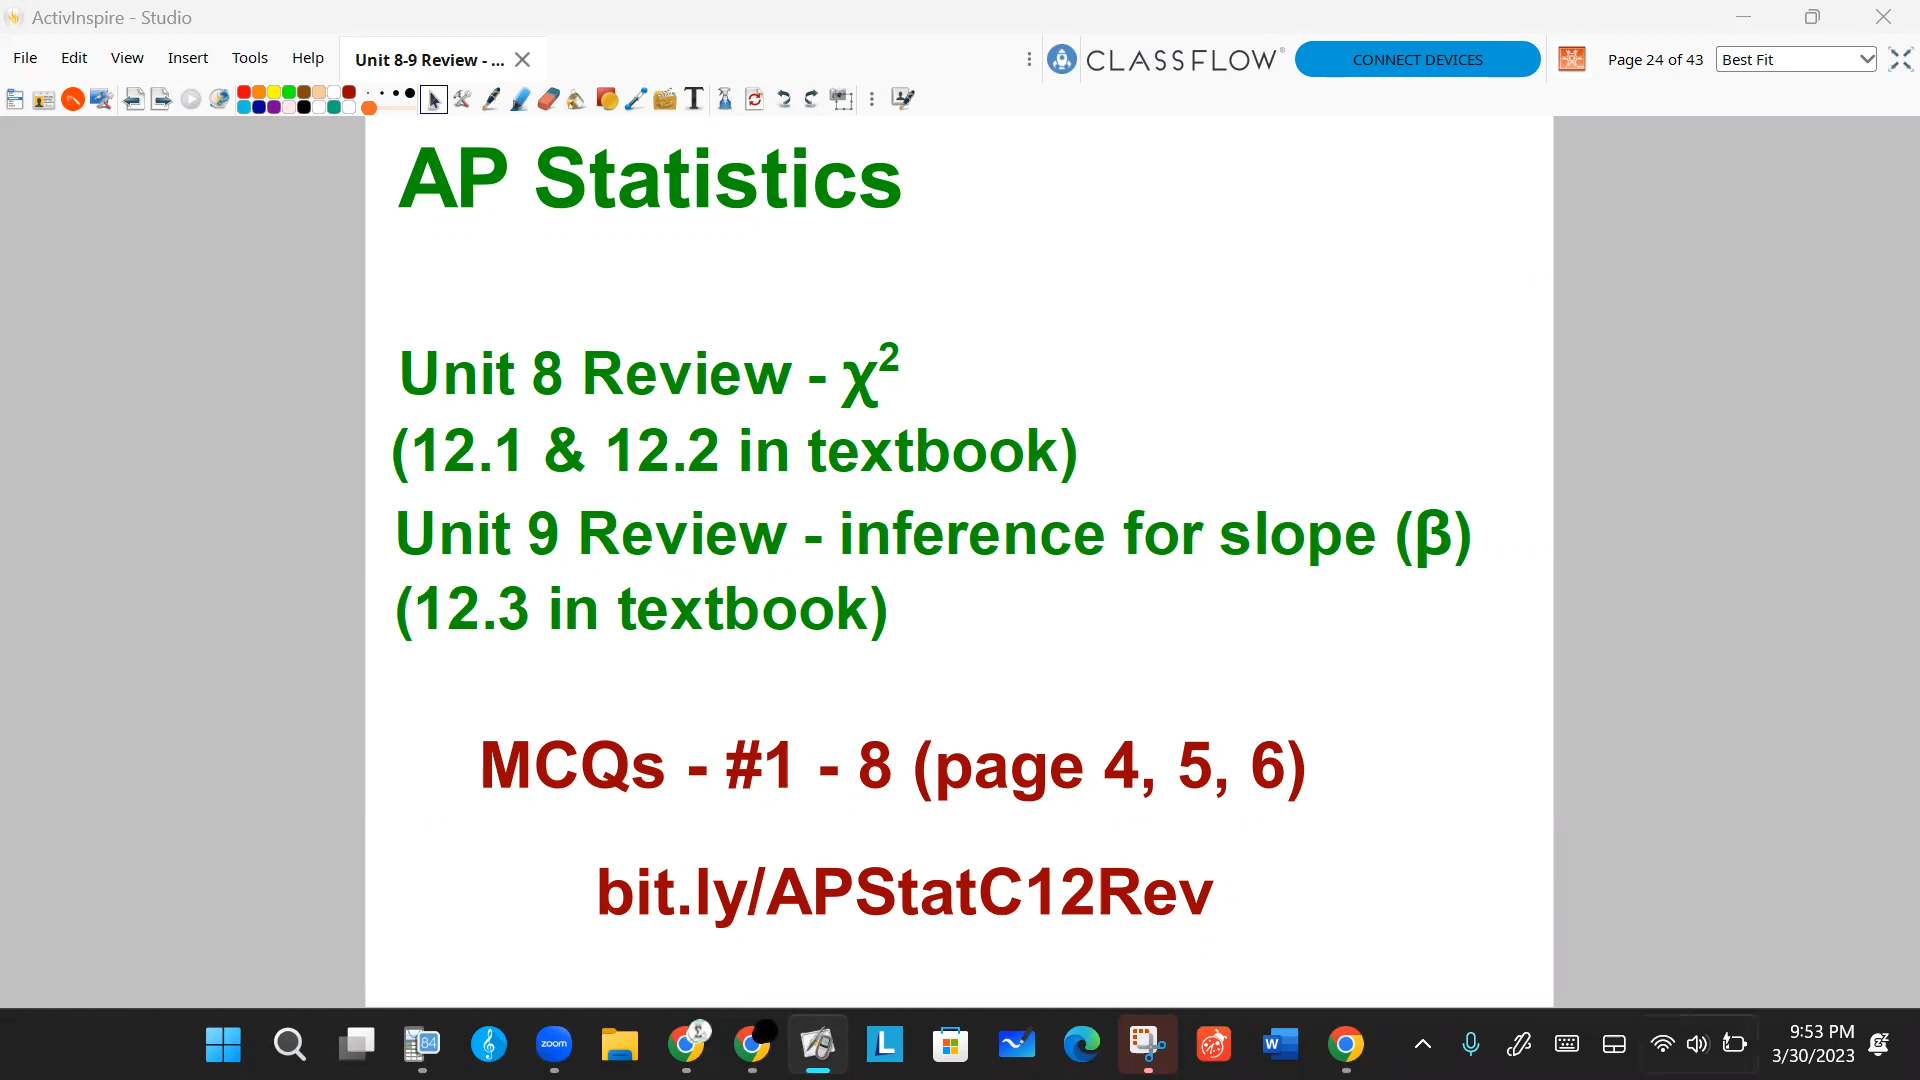 ActivInspire - Studio
File Edit View Insert Tools Help
Unit 8-9 Review - ...
CLASSFLOW
CONNECT DEVICES
Page 24 of 43
Best Fit
AP Statistics
Unit 8 Review - χ²
(12.1 & 12.2 in textbook)
Unit 9 Review - inference for slope (β)
(12.3 in textbook)
MCQs - #1 - 8 (page 4, 5, 6)
bit.ly/APStatC12Rev
84
zoom
L
W
9:53 PM
3/30/2023